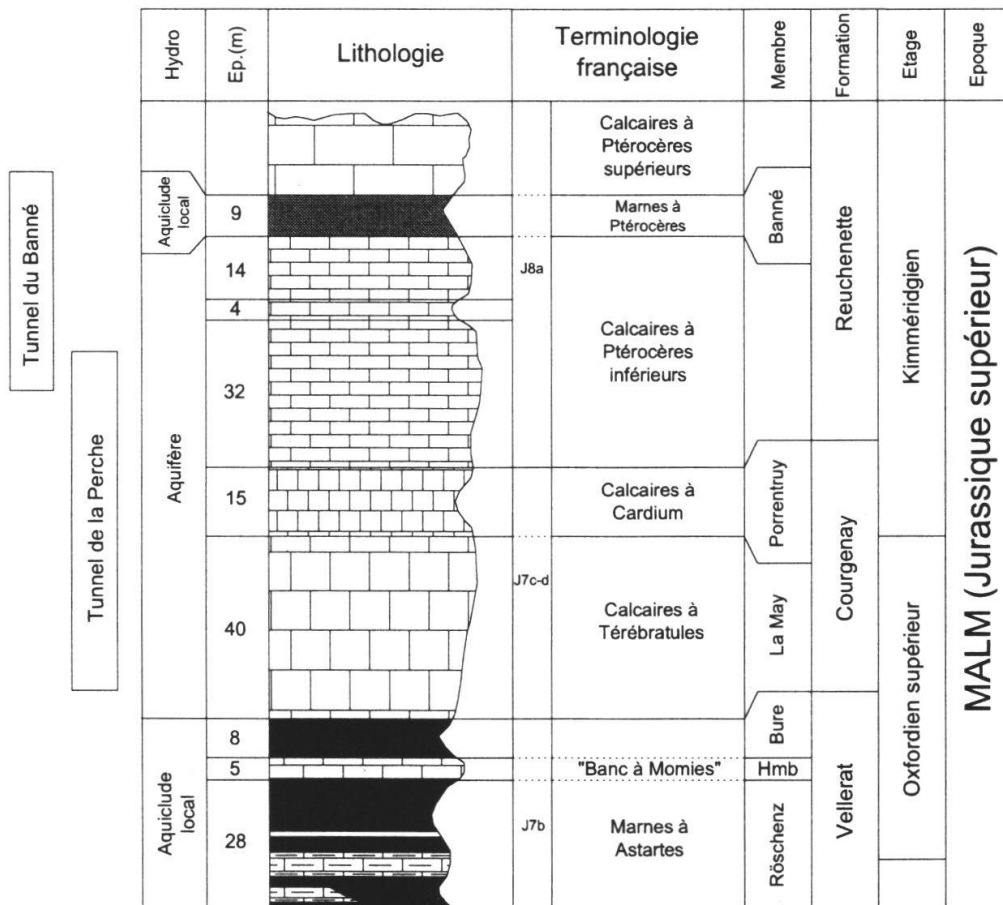 Hydro
Ep.(m)
Lithologie
Terminologie
française
Membre
Formation
Etage
Epoque
Tunnel du Banné
Tunnel de la Perche
Aquiclude
local
Aquifère
Aquiclude
local
9
14
4
32
15
40
8
5
28
J8a
J7c-d
J7b
Calcaires à
Ptérocères
supérieurs
Marnes à
Ptérocères
Calcaires à
Ptérocères
inférieurs
Calcaires à
Cardium
Calcaires à
Térébratules
"Banc à Momies"
Marnes à
Astartes
Banné
Porrentruy
La May
Bure
Hmb
Röschenz
Reuchenette
Courgenay
Vellerat
Kimméridgien
Oxfordien supérieur
MALM (Jurassique supérieur)